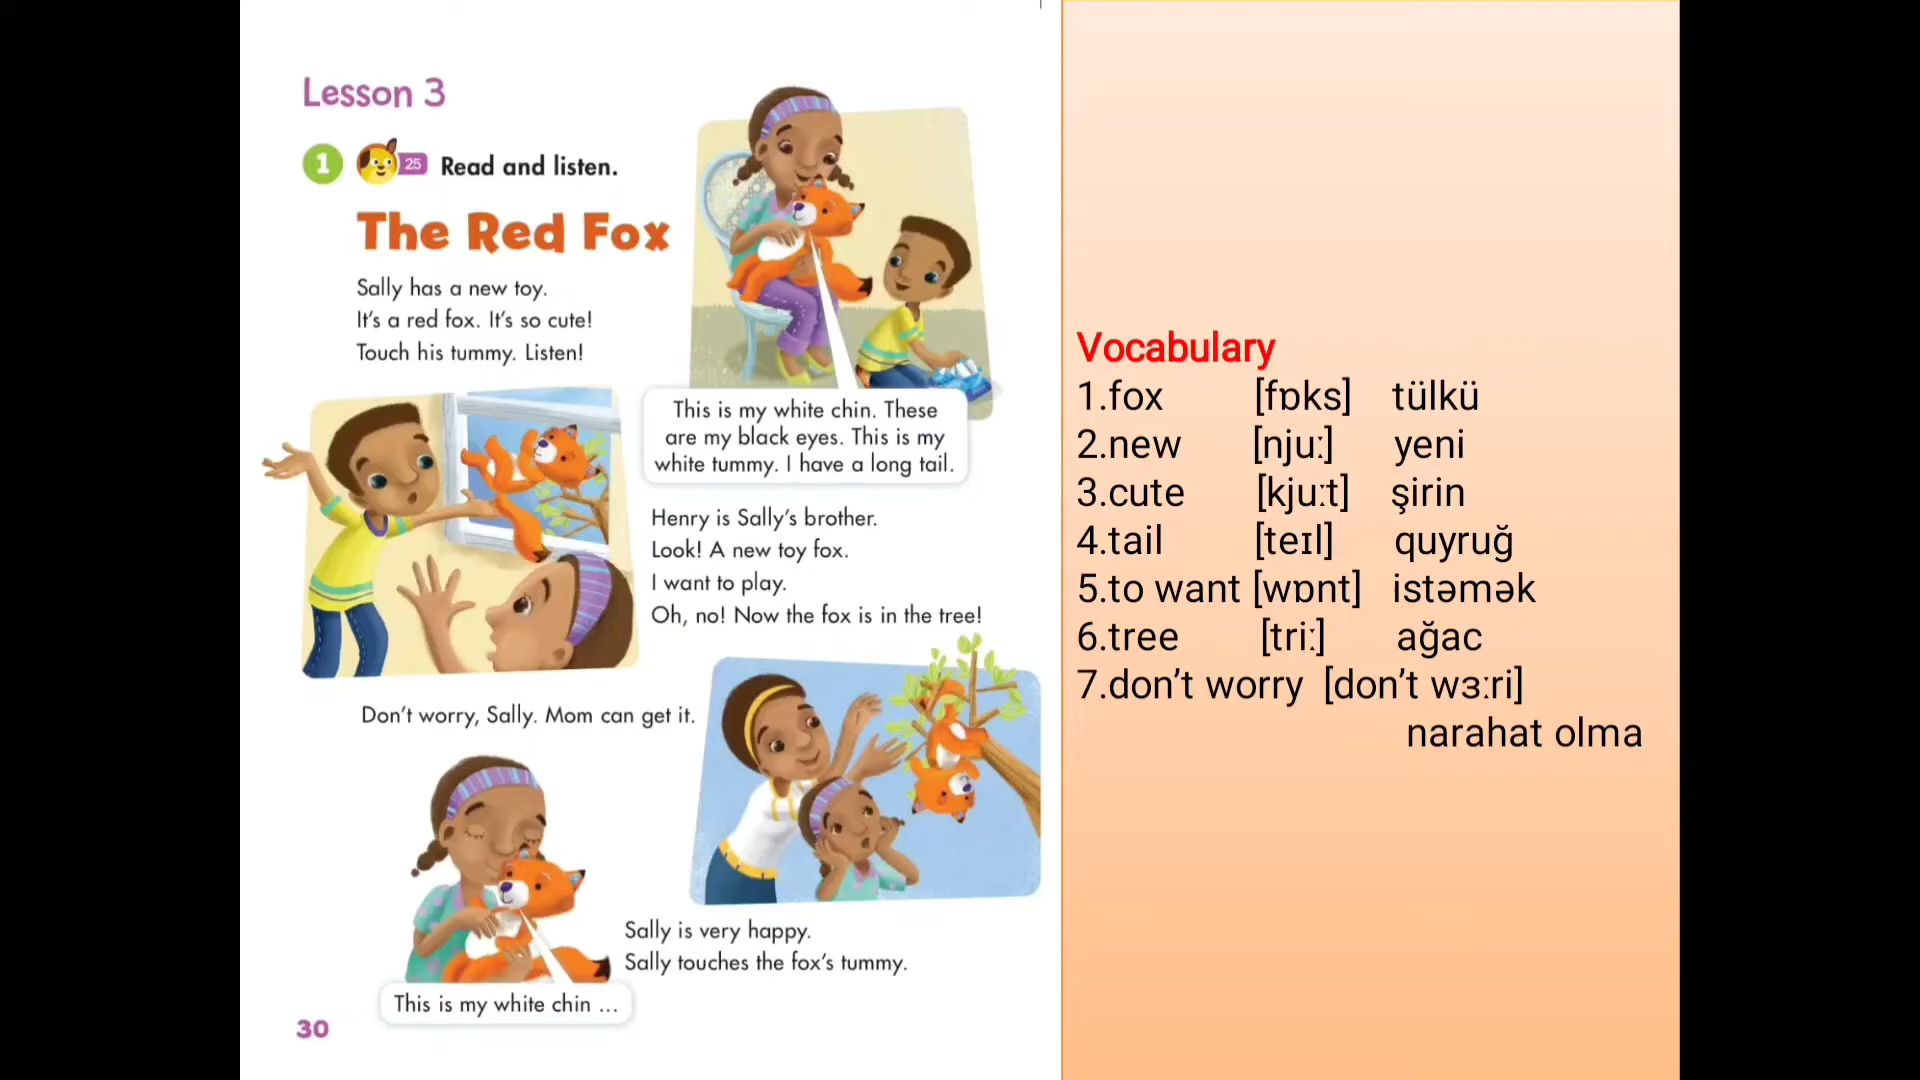 Lesson 3
1 25 Read and listen.
The Red Fox
Sally has a new toy.
It's a red fox. It's so cute!
Touch his tummy. Listen!
This is my white chin. These
are my black eyes. This is my
white tummy. I have a long tail.
Henry is Sally's brother.
Look! A new toy fox.
I want to play.
Oh, no! Now the fox is in the tree!
Don't worry, Sally. Mom can get it.
Sally is very happy.
Sally touches the fox's tummy.
This is my white chin ...
30
Vocabulary
1.fox [fɒks] tülkü
2.new [njuː] yeni
3.cute [kjuːt] şirin
4.tail [teɪl] quyruğ
5.to want [wɒnt] istəmək
6.tree [triː] ağac
7.don’t worry [don’t wɜːri]
narahat olma